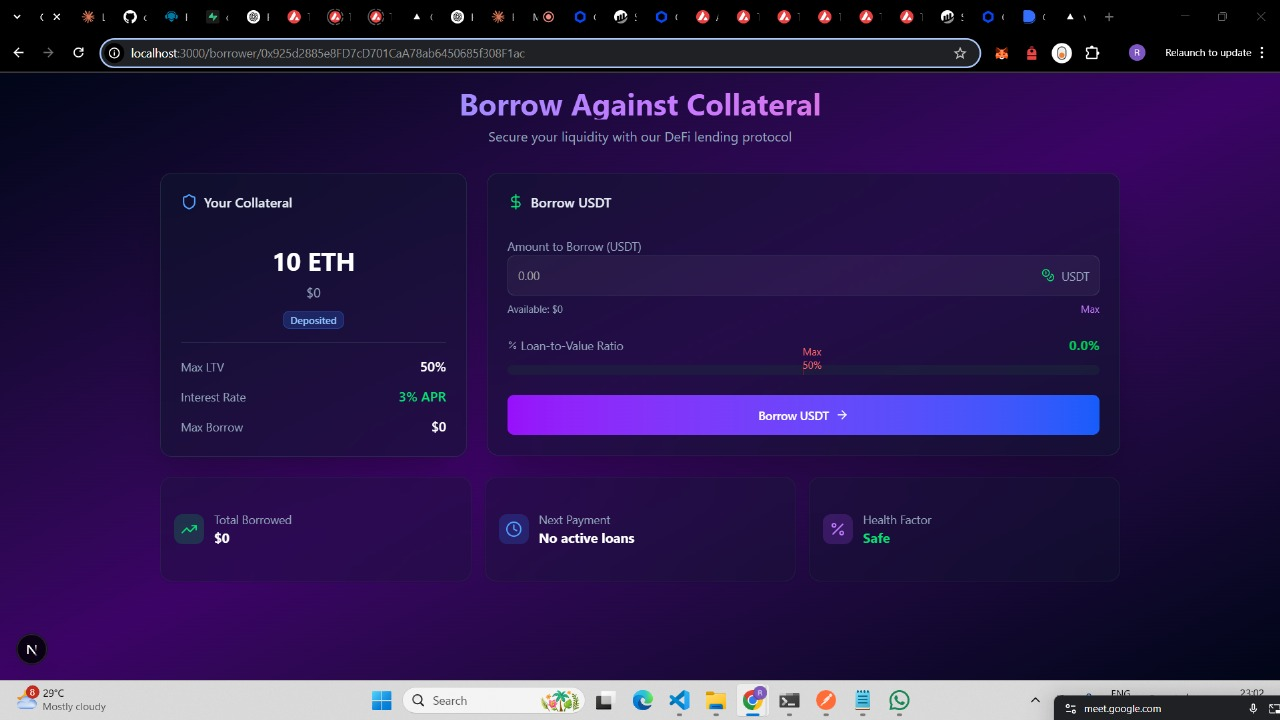 localhost:3000/borrower/0x925d2885e8FD7cD701CaA78ab6450685f308F1ac
R
Relaunch to update
Borrow Against Collateral
Secure your liquidity with our DeFi lending protocol
Your Collateral
10 ETH
$0
Deposited
Max LTV 50%
Interest Rate 3% APR
Max Borrow $0
Borrow USDT
Amount to Borrow (USDT)
0.00 USDT
Available: $0 Max
% Loan-to-Value Ratio 0.0%
Max
50%
Borrow USDT →
Total Borrowed
$0
Next Payment
No active loans
Health Factor
Safe
N
8
29°C
Mostly cloudy
Search
R
ENG
23:02
meet.google.com